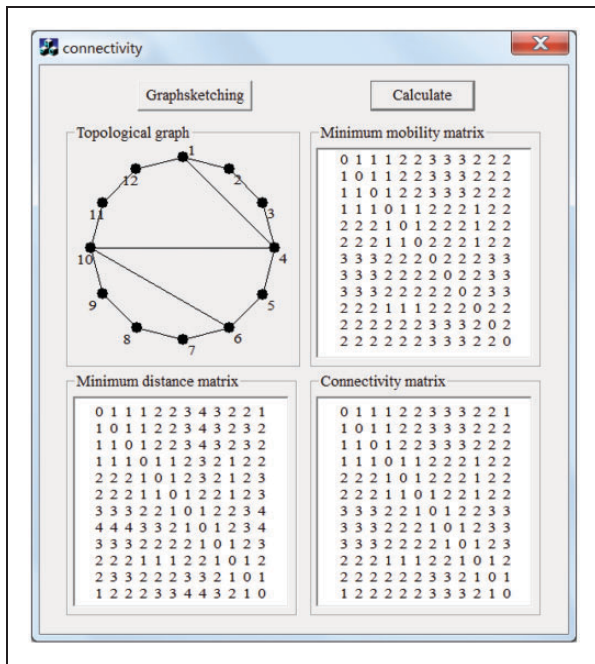 connectivity
Graphsketching
Calculate
Topological graph
1
2
3
4
5
6
7
8
9
10
11
12
Minimum mobility matrix
0 1 1 1 2 2 3 3 3 2 2 2
1 0 1 1 2 2 3 3 3 2 2 2
1 1 0 1 2 2 3 3 3 2 2 2
1 1 1 0 1 1 2 2 2 1 2 2
2 2 2 1 0 1 2 2 2 1 2 2
2 2 2 1 1 0 2 2 2 1 2 2
3 3 3 2 2 2 0 2 2 2 3 3
3 3 3 2 2 2 2 0 2 2 3 3
3 3 3 2 2 2 2 2 0 2 3 3
2 2 2 1 1 1 2 2 2 0 2 2
2 2 2 2 2 2 3 3 3 2 0 2
2 2 2 2 2 2 3 3 3 2 2 0
Minimum distance matrix
0 1 1 1 2 2 3 4 3 2 2 1
1 0 1 1 2 2 3 4 3 2 3 2
1 1 0 1 2 2 3 4 3 2 3 2
1 1 1 0 1 1 2 3 2 1 2 2
2 2 2 1 0 1 2 3 2 1 2 3
2 2 2 1 1 0 1 2 2 1 2 3
3 3 3 2 2 1 0 1 2 2 3 4
4 4 4 3 3 2 1 0 1 2 3 4
3 3 3 2 2 2 2 1 0 1 2 3
2 2 2 1 1 1 2 2 1 0 1 2
2 3 3 2 2 2 3 3 2 1 0 1
1 2 2 2 3 3 4 4 3 2 1 0
Connectivity matrix
0 1 1 1 2 2 3 3 3 2 2 1
1 0 1 1 2 2 3 3 3 2 2 2
1 1 0 1 2 2 3 3 3 2 2 2
1 1 1 0 1 1 2 2 2 1 2 2
2 2 2 1 0 1 2 2 2 1 2 2
2 2 2 1 1 0 1 2 2 1 2 2
3 3 3 2 2 1 0 1 2 2 3 3
3 3 3 2 2 2 1 0 1 2 3 3
3 3 3 2 2 2 2 1 0 1 2 3
2 2 2 1 1 1 2 2 1 0 1 2
2 2 2 2 2 2 3 3 2 1 0 1
1 2 2 2 2 2 3 3 3 2 1 0